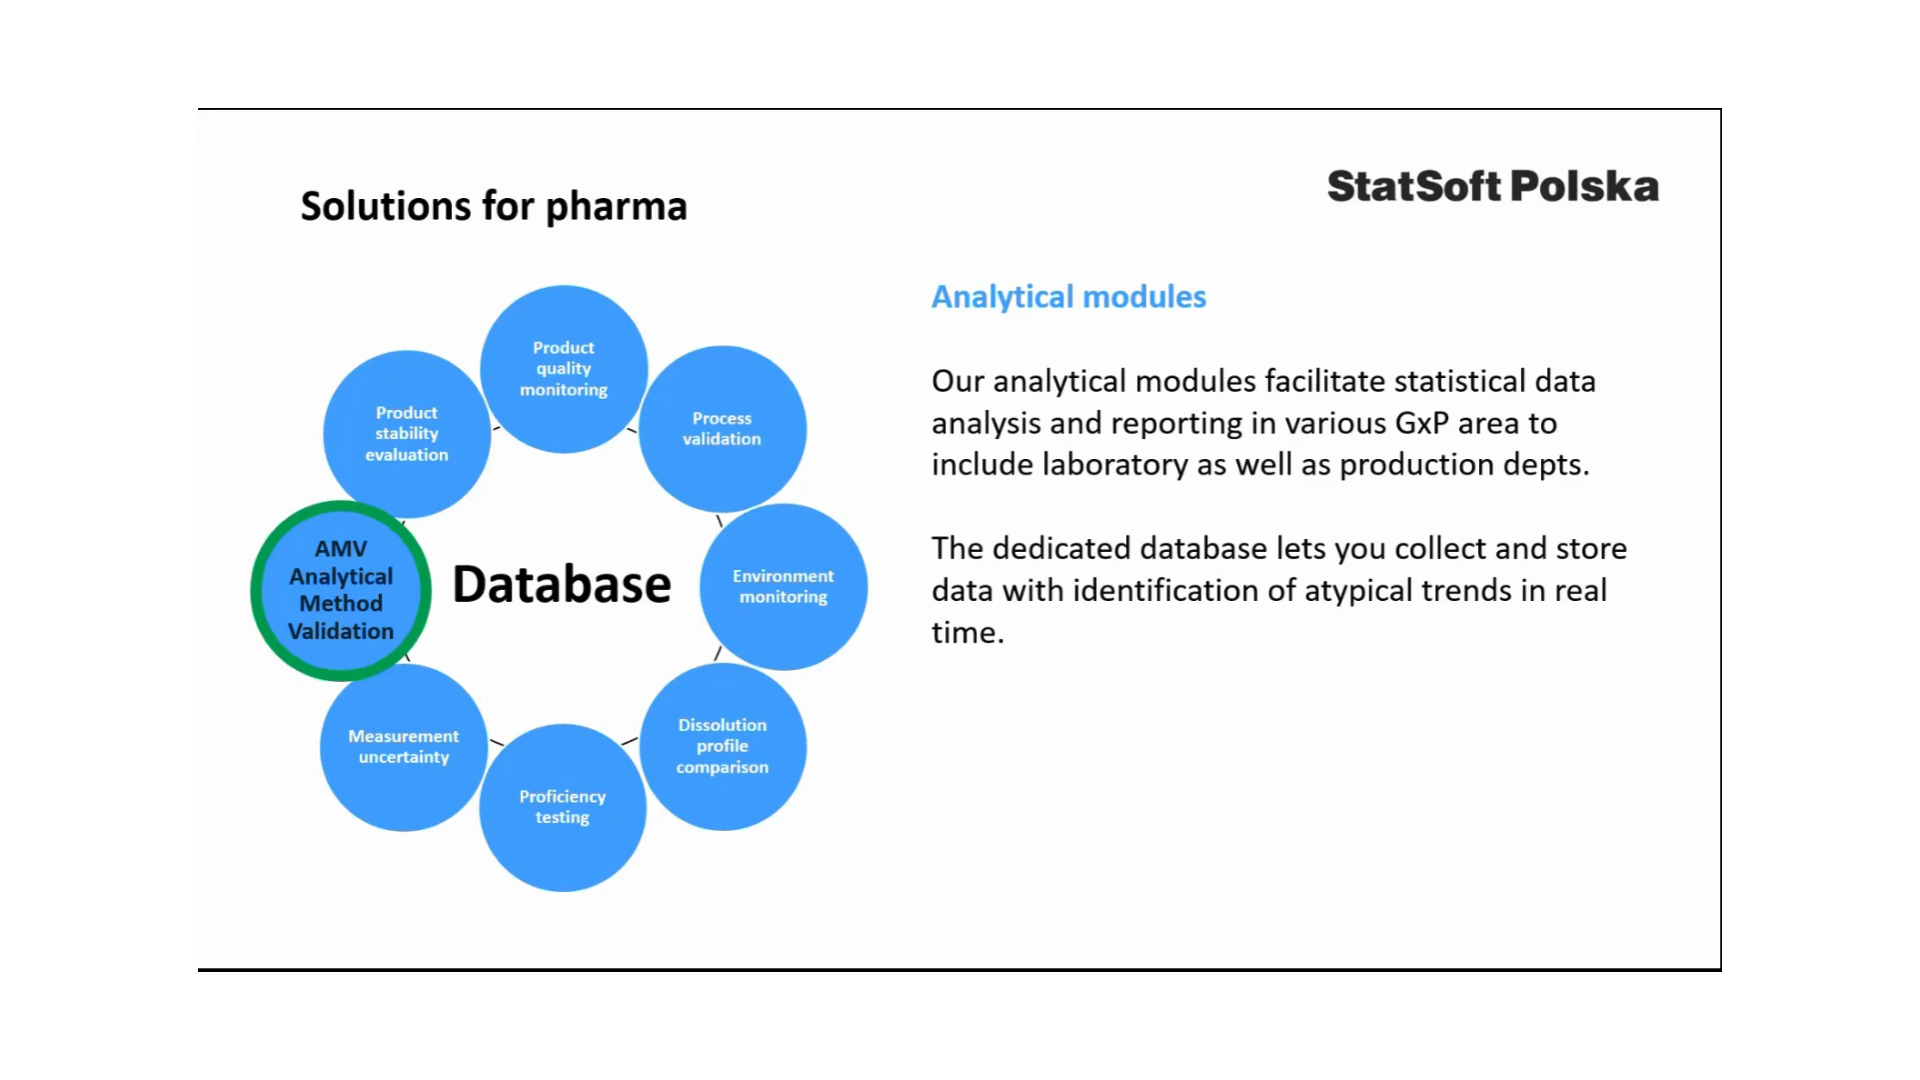 Solutions for pharma
StatSoft Polska
Product
quality
monitoring
Process
validation
Environment
monitoring
Dissolution
profile
comparison
Proficiency
testing
Measurement
uncertainty
AMV
Analytical
Method
Validation
Product
stability
evaluation
Database
Analytical modules
Our analytical modules facilitate statistical data
analysis and reporting in various GxP area to
include laboratory as well as production depts.
The dedicated database lets you collect and store
data with identification of atypical trends in real
time.